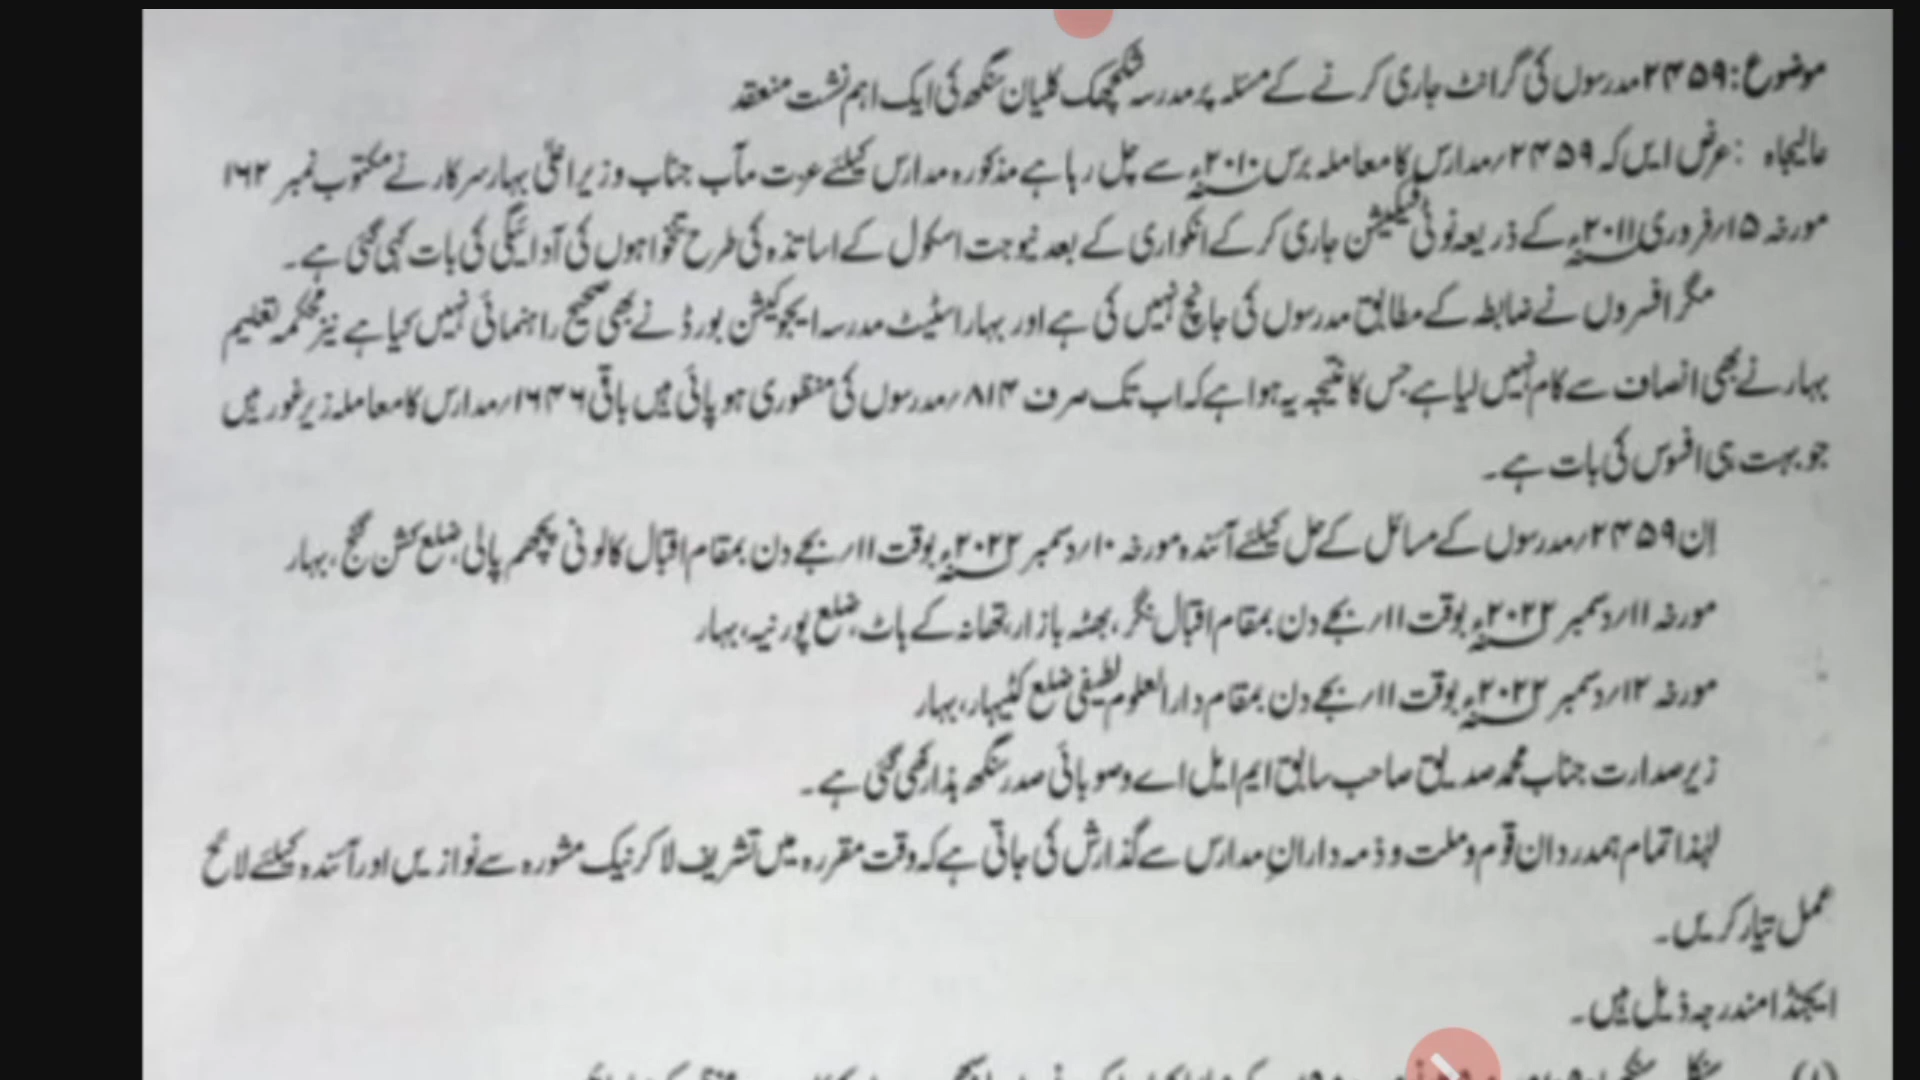 موضوع: ۲۴۵۹ مدرسوں کی گرانٹ جاری کرنے کے مسئلہ پر مدرسہ شکچھک کلیان سنگھ کی ایک اہم نشت منعقد
عالیجاہ : عرض ایں کہ ۲۴۵۹؍مدارس کا معاملہ برس ۲۰۱۰ء سے چل رہا ہے مذکورہ مدارس کیلئے عزت مآب جناب وزیر اعلیٰ بہار سرکار نے مکتوب نمبر ۱۶۲
مورخہ ۱۵؍فروری ۲۰۱۱ء کے ذریعہ نوٹیفیکیشن جاری کر کے انکواری کے بعد نیوجت اسکول کے اساتذہ کی طرح تنخواہوں کی آدائیگی کی بات کہی گئی ہے۔
مگر افسروں نے ضابطہ کے مطابق مدرسوں کی جانچ نہیں کی ہے اور بہار اسٹیٹ مدرسہ ایجوکیشن بورڈ نے بھی صحیح راہنمائی نہیں کیا ہے نیز محکمہ تعلیم
بہار نے بھی انصاف سے کام نہیں لیا ہے جس کا نتیجہ یہ ہوا ہے کہ اب تک صرف ۸۱۴؍مدرسوں کی منظوری ہو پائی ہیں باقی ۱۶۴۶؍مدارس کا معاملہ زیر غور ہیں
جو بہت ہی افسوس کی بات ہے۔
اِن ۲۴۵۹؍مدرسوں کے مسائل کے حل کیلئے آئندہ مورخہ ۱۰؍دسمبر ۲۰۲۲ء بوقت ۱۱؍بجے دن بمقام اقبال کالونی پچھم پالی ضلع کشن گنج، بہار
مورخہ ۱۱؍دسمبر ۲۰۲۲ء بوقت ۱۱؍بجے دن بمقام اقبال نگر، بھٹہ بازار، تھانہ کے ہاٹ، ضلع پورنیہ، بہار
مورخہ ۱۲؍دسمبر ۲۰۲۲ء بوقت ۱۱؍بجے دن بمقام دارالعلوم لطیفی ضلع کٹیہار، بہار
زیر صدارت جناب محمد صدیق صاحب سابق ایم ایل اے و صوبائی صدر سنگھ ہذا رکھی گئی ہے۔
لہٰذا تمام ہمدردان قوم و ملت و ذمہ دارانِ مدارس سے گذارش کی جاتی ہے کہ وقت مقررہ میں تشریف لا کر نیک مشورہ سے نوازیں اور آئندہ کیلئے لائح
عمل تیار کریں۔
ایجنڈا مندرجہ ذیل ہیں۔
(۱)